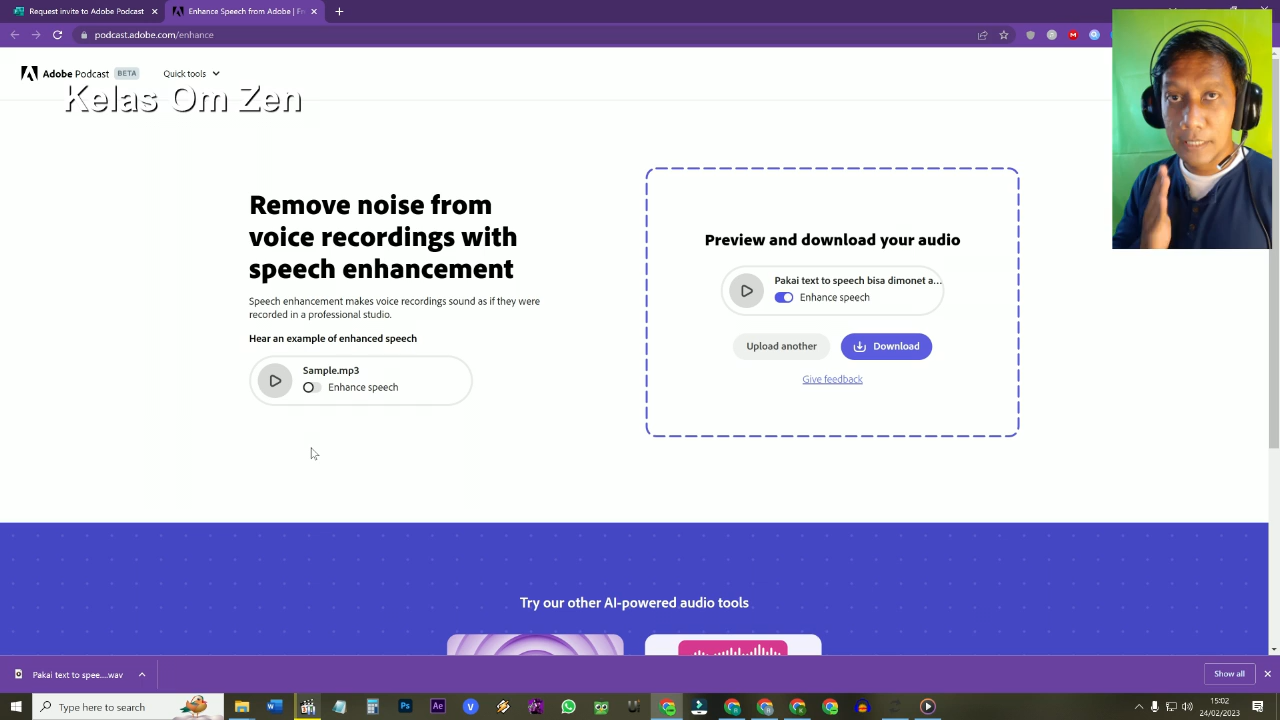 Request invite to Podcast
Enhance Speech from Adobe | Fr
podcast.adobe.com/enhance
Adobe Podcast BETA
Quick tools
Kelas Om Zen
Remove noise from
voice recordings with
speech enhancement
Speech enhancement makes voice recordings sound as if they were
recorded in a professional studio.
Hear an example of enhanced speech
Sample.mp3
Enhance speech
Preview and download your audio
Pakai text to speech bisa dimonet a...
Enhance speech
Upload another
Download
Give feedback
Try our other AI-powered audio tools
Pakai text to spee....wav
Show all
Type here to search
Ps
Ae
15:02
24/02/2023